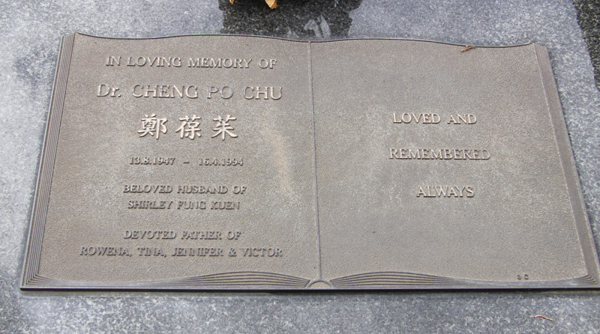 IN LOVING MEMORY OF
Dr. CHENG PO CHU
鄭葆茱
13.8.1947 - 16.4.1994
BELOVED HUSBAND OF
SHIRLEY FUNG KUEN
DEVOTED FATHER OF
ROWENA, TINA, JENNIFER & VICTOR
LOVED AND
REMEMBERED
ALWAYS